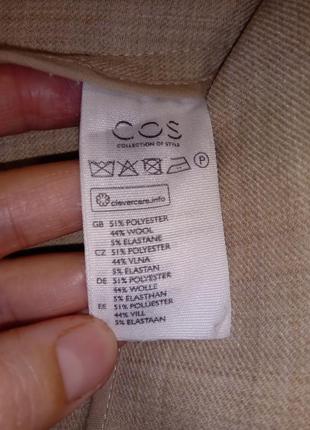 COS
COLLECTION OF STYLE
P
clevercare.info
GB 51% POLYESTER
44% WOOL
5% ELASTANE
CZ 51% POLYESTER
44% VLNA
5% ELASTAN
DE 51% POLYESTER
44% WOLLE
5% ELASTHAN
EE 51% POLÜESTER
44% VILL
5% ELASTAAN